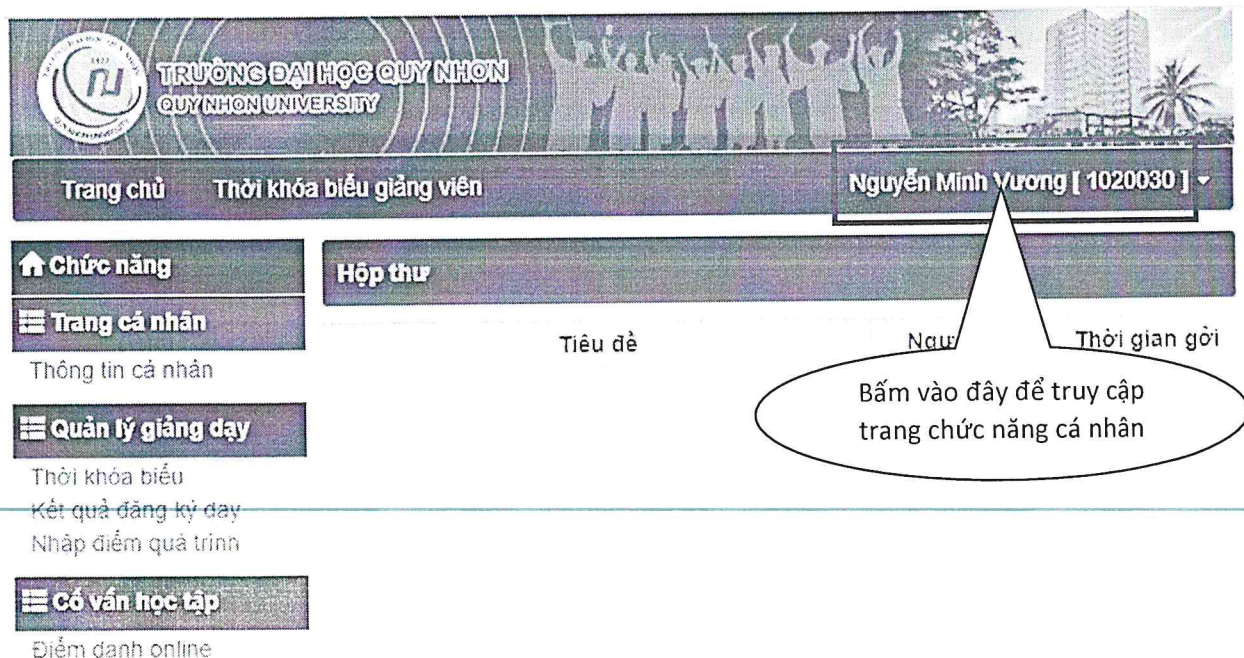 TRƯỜNG ĐẠI HỌC QUY NHƠN
QUY NHON UNIVERSITY
Trang chủ Thời khóa biểu giảng viên Nguyễn Minh Vương [ 1020030 ]
Chức năng
Hộp thư
Trang cá nhân
Tiêu đề Thời gian gởi
Thông tin cá nhân
Bấm vào đây để truy cập
trang chức năng cá nhân
Quản lý giảng dạy
Thời khóa biểu
Kết quả đăng ký dạy
Nhập điểm quá trình
Cố vấn học tập
Điểm danh online